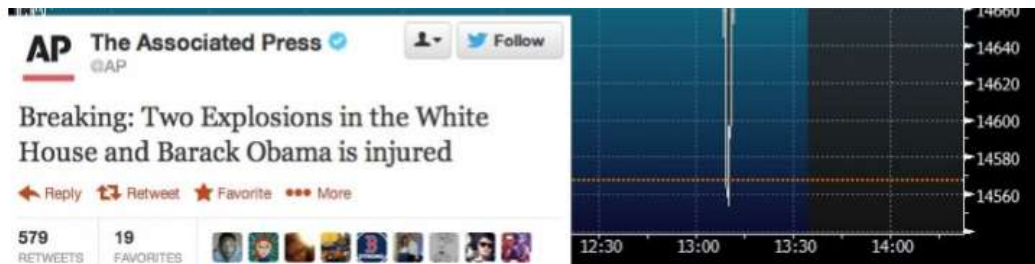 AP The Associated Press
@AP
Follow
Breaking: Two Explosions in the White
House and Barack Obama is injured
Reply Retweet Favorite More
579 19
RETWEETS FAVORITES
14660
14640
14620
14600
14580
14560
12:30 13:00 13:30 14:00